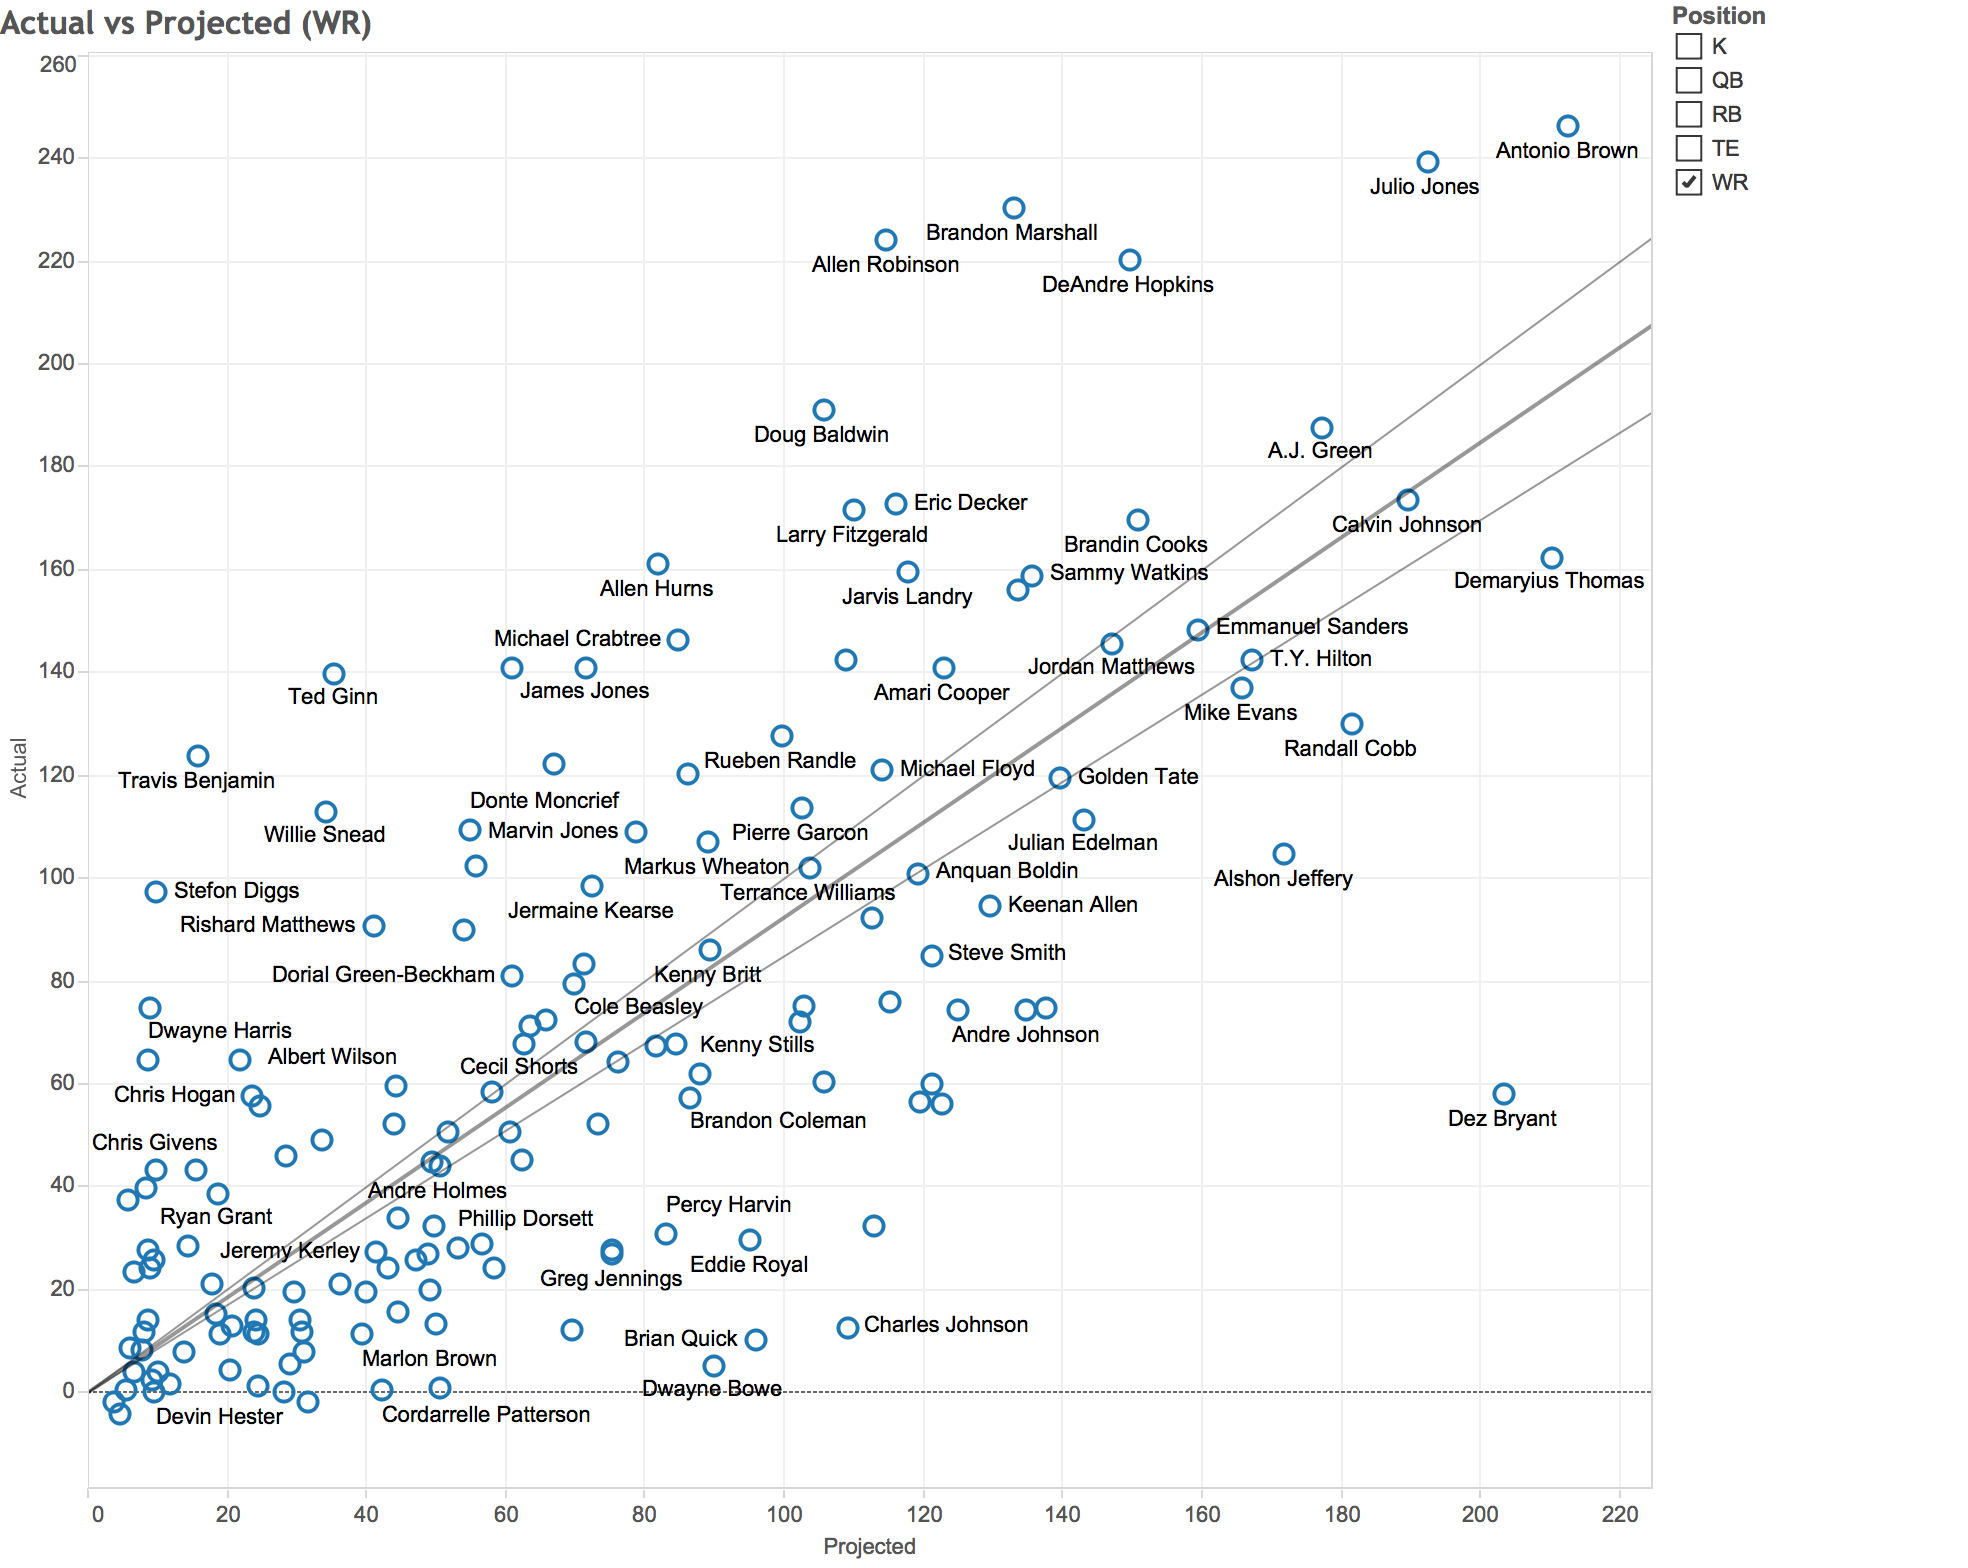 Actual vs Projected (WR)
Position
K
QB
RB
TE
WR
260
240
220
200
180
160
140
120
100
80
60
40
20
0
Actual
Antonio Brown
Julio Jones
Brandon Marshall
Allen Robinson
DeAndre Hopkins
Doug Baldwin
A.J. Green
Eric Decker
Larry Fitzgerald
Calvin Johnson
Brandin Cooks
Sammy Watkins
Demaryius Thomas
Allen Hurns
Jarvis Landry
Emmanuel Sanders
Michael Crabtree
T.Y. Hilton
Jordan Matthews
James Jones
Amari Cooper
Ted Ginn
Mike Evans
Randall Cobb
Rueben Randle
Michael Floyd
Golden Tate
Travis Benjamin
Donte Moncrief
Marvin Jones
Pierre Garcon
Willie Snead
Julian Edelman
Markus Wheaton
Anquan Boldin
Alshon Jeffery
Stefon Diggs
Terrance Williams
Keenan Allen
Jermaine Kearse
Rishard Matthews
Steve Smith
Dorial Green-Beckham
Kenny Britt
Cole Beasley
Dwayne Harris
Andre Johnson
Kenny Stills
Albert Wilson
Cecil Shorts
Chris Hogan
Brandon Coleman
Dez Bryant
Chris Givens
Andre Holmes
Percy Harvin
Ryan Grant
Phillip Dorsett
Jeremy Kerley
Eddie Royal
Greg Jennings
Charles Johnson
Brian Quick
Marlon Brown
Dwayne Bowe
Devin Hester
Cordarrelle Patterson
0
20
40
60
80
100
120
140
160
180
200
220
Projected